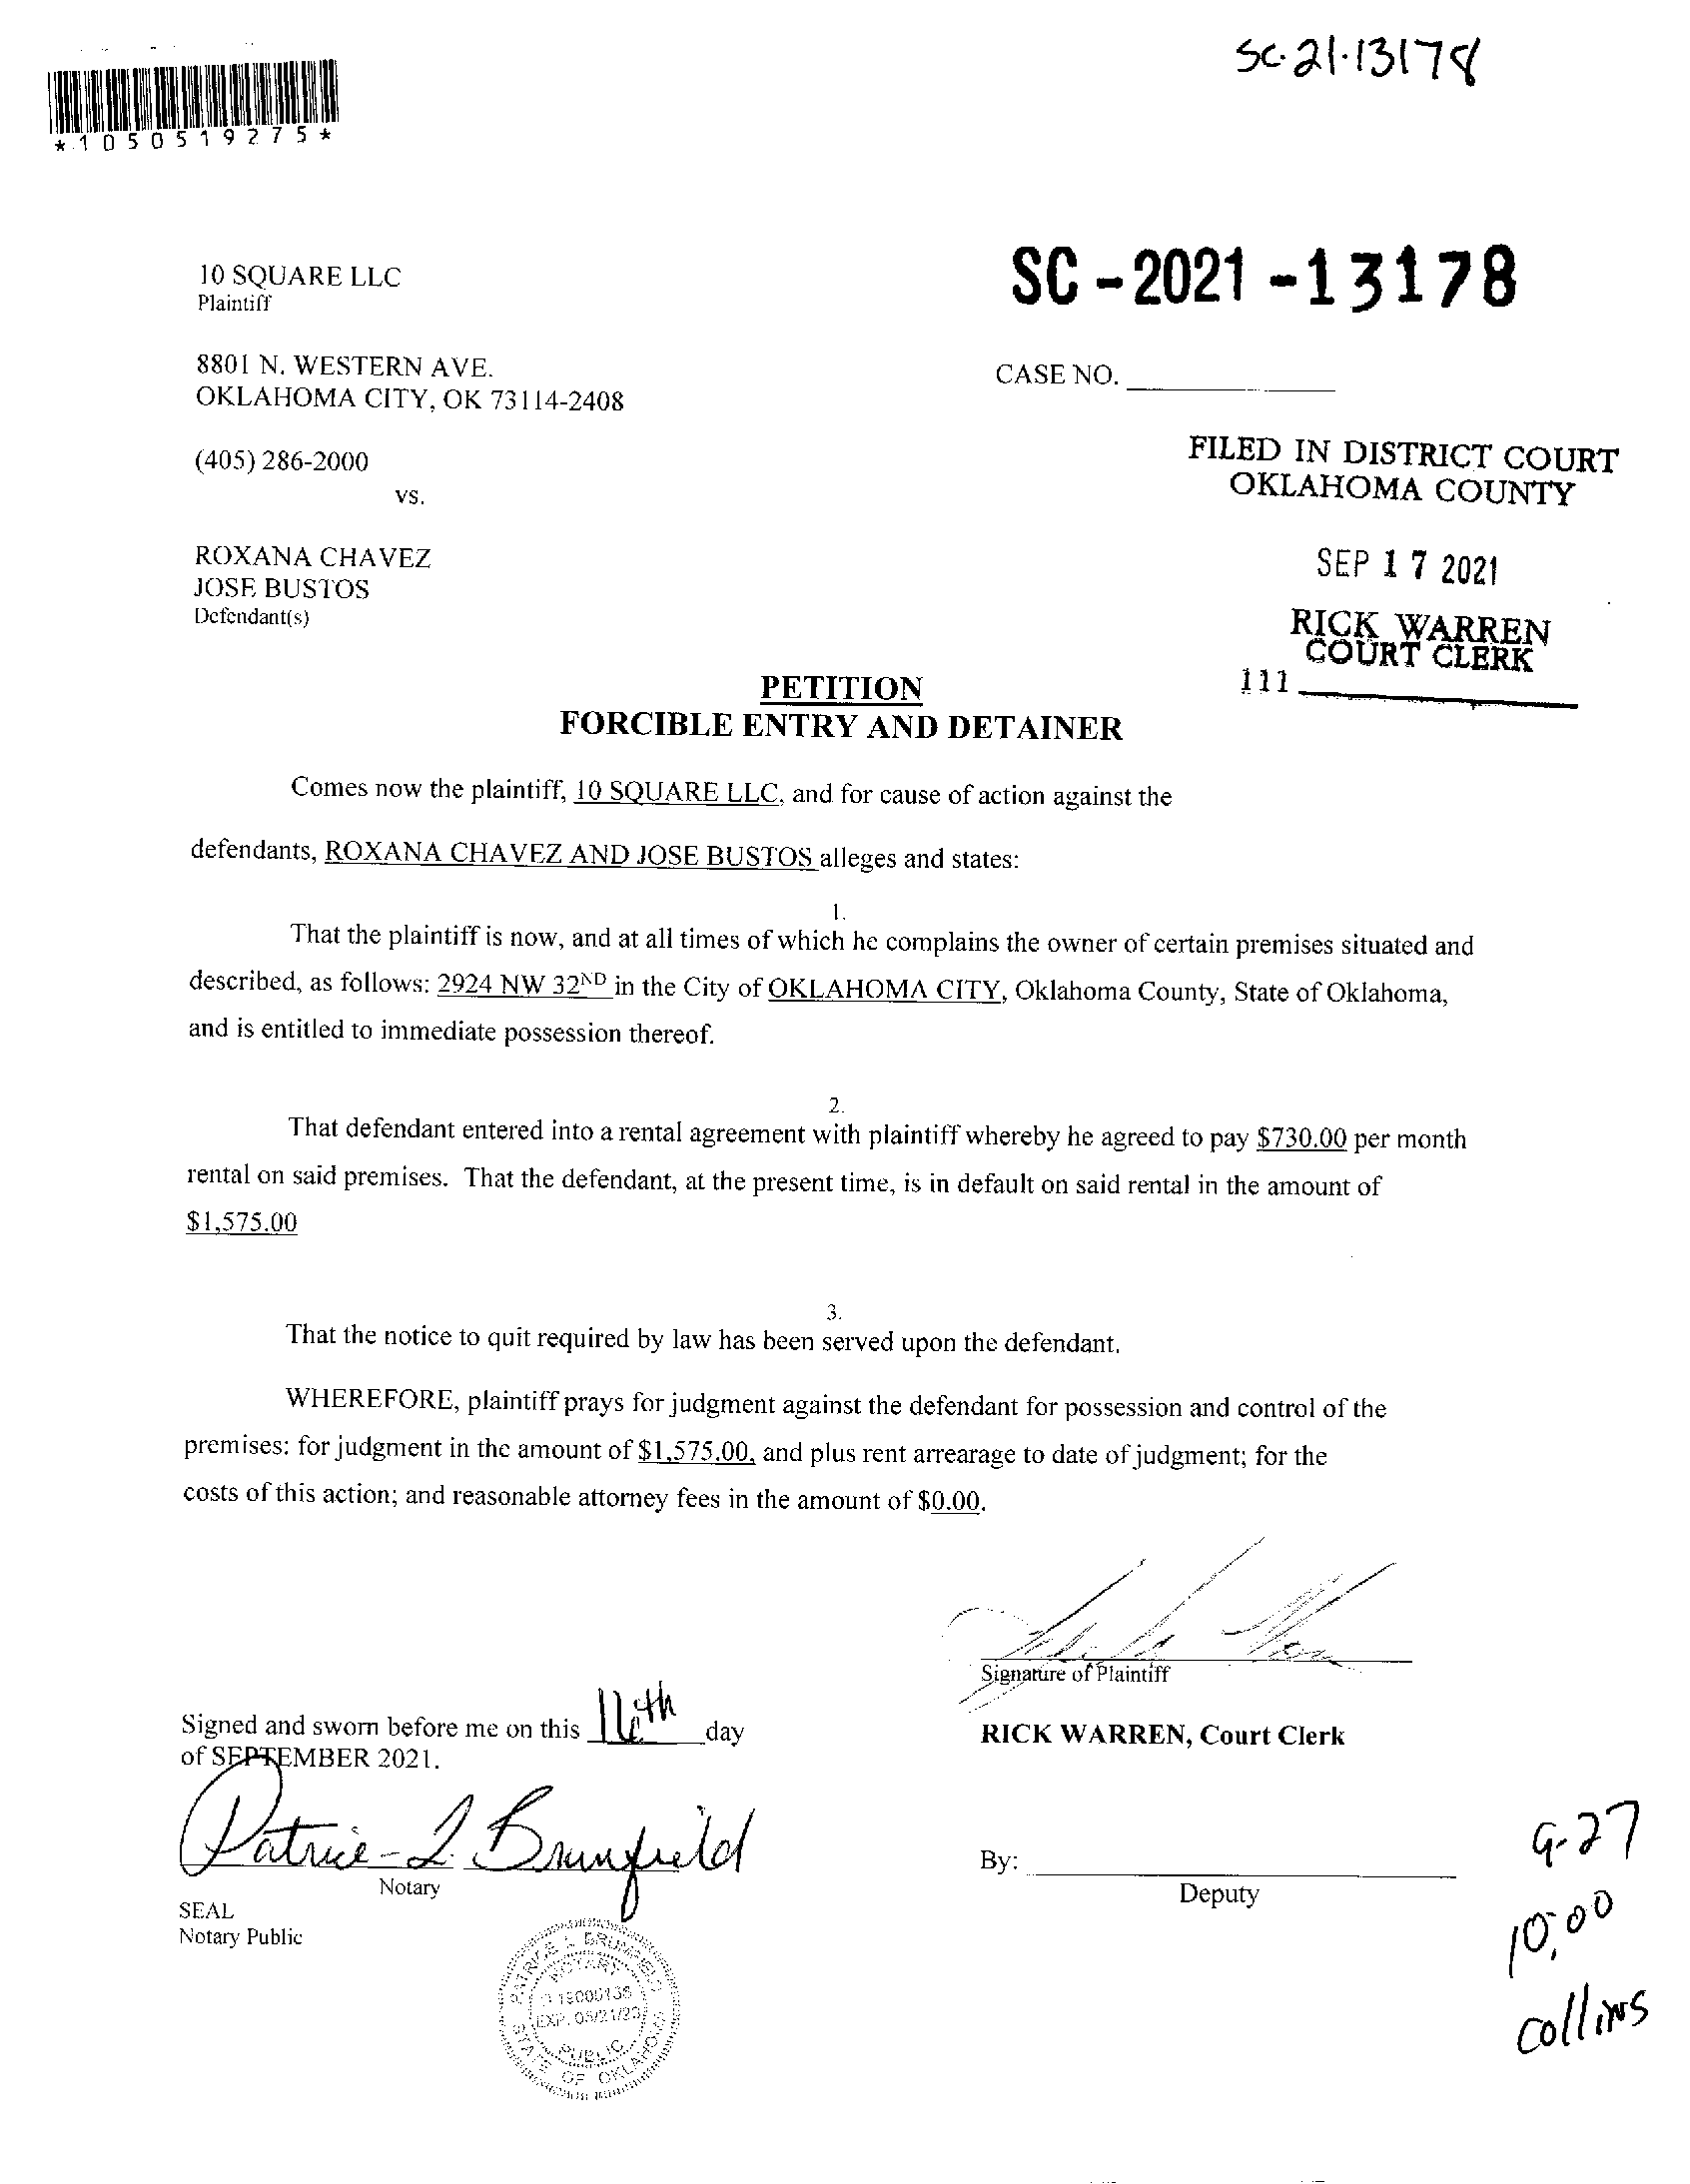 SC-21-13178
*1050519275*
SC-2021-13178
10 SQUARE LLC
Plaintiff
8801 N. WESTERN AVE.
OKLAHOMA CITY, OK 73114-2408
CASE NO.
(405) 286-2000
vs.
FILED IN DISTRICT COURT
OKLAHOMA COUNTY
SEP 17 2021
RICK WARREN
COURT CLERK
111
ROXANA CHAVEZ
JOSE BUSTOS
Defendant(s)
PETITION
FORCIBLE ENTRY AND DETAINER
Comes now the plaintiff, 10 SQUARE LLC, and for cause of action against the
defendants, ROXANA CHAVEZ AND JOSE BUSTOS alleges and states:
1.
That the plaintiff is now, and at all times of which he complains the owner of certain premises situated and
described, as follows: 2924 NW 32ND in the City of OKLAHOMA CITY, Oklahoma County, State of Oklahoma,
and is entitled to immediate possession thereof.
2.
That defendant entered into a rental agreement with plaintiff whereby he agreed to pay $730.00 per month
rental on said premises. That the defendant, at the present time, is in default on said rental in the amount of
$1,575.00
3.
That the notice to quit required by law has been served upon the defendant.
WHEREFORE, plaintiff prays for judgment against the defendant for possession and control of the
premises: for judgment in the amount of $1,575.00, and plus rent arrearage to date of judgment; for the
costs of this action; and reasonable attorney fees in the amount of $0.00.
Signature of Plaintiff
Signed and sworn before me on this 16th day
of SEPTEMBER 2021.
RICK WARREN, Court Clerk
Patrice L. Brumfield
Notary
SEAL
Notary Public
By:
Deputy
9-27
10:00
Collins
PATRICE L. BRUMFIELD
NOTARY
EXP. 05/21/23
PUBLIC
STATE OF OKLAHOMA